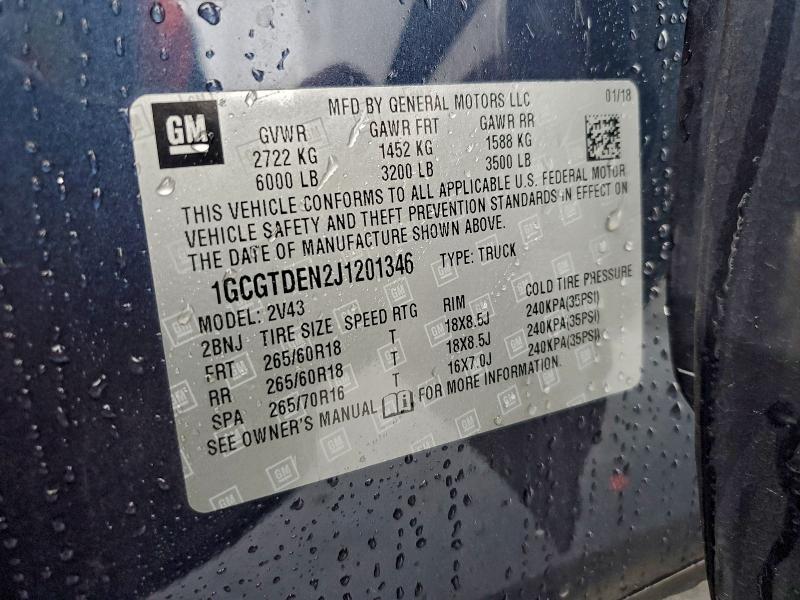 MFD BY GENERAL MOTORS LLC 01/18
GM GVWR GAWR FRT GAWR RR
2722 KG 1452 KG 1588 KG
6000 LB 3200 LB 3500 LB
THIS VEHICLE CONFORMS TO ALL APPLICABLE U.S. FEDERAL MOTOR
VEHICLE SAFETY AND THEFT PREVENTION STANDARDS IN EFFECT ON
THE DATE OF MANUFACTURE SHOWN ABOVE.
1GCGTDEN2J1201346 TYPE: TRUCK
MODEL: 2V43
2BNJ TIRE SIZE SPEED RTG RIM COLD TIRE PRESSURE
FRT 265/60R18 T 18X8.5J 240KPA(35PSI)
RR 265/60R18 T 18X8.5J 240KPA(35PSI)
SPA 265/70R16 T 16X7.0J 240KPA(35PSI)
SEE OWNER'S MANUAL FOR MORE INFORMATION.